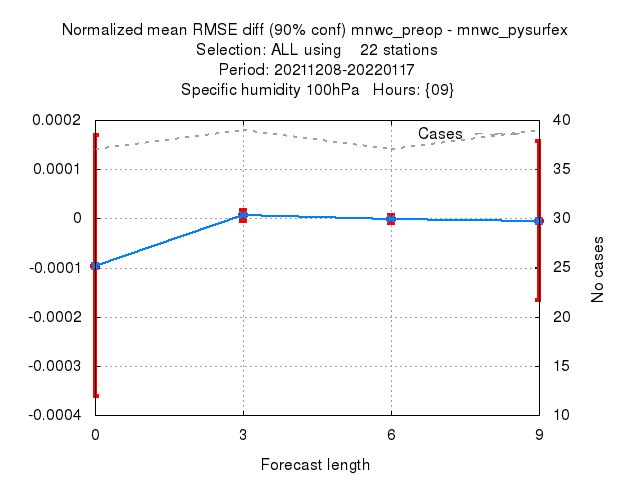 Normalized mean RMSE diff (90% conf) mnwc_preop - mnwc_pysurfex
Selection: ALL using    22 stations
Period: 20211208-20220117
Specific humidity 100hPa   Hours: {09}
Cases
0.0002
0.0001
0
-0.0001
-0.0002
-0.0003
-0.0004
40
35
30
25
20
15
10
No cases
0 3 6 9
Forecast length